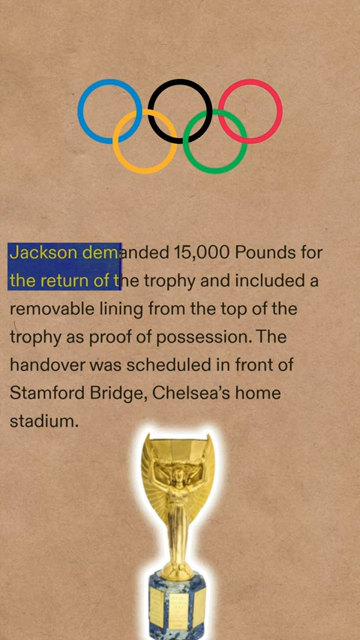 Jackson demanded 15,000 Pounds for
the return of the trophy and included a
removable lining from the top of the
trophy as proof of possession. The
handover was scheduled in front of
Stamford Bridge, Chelsea’s home
stadium.